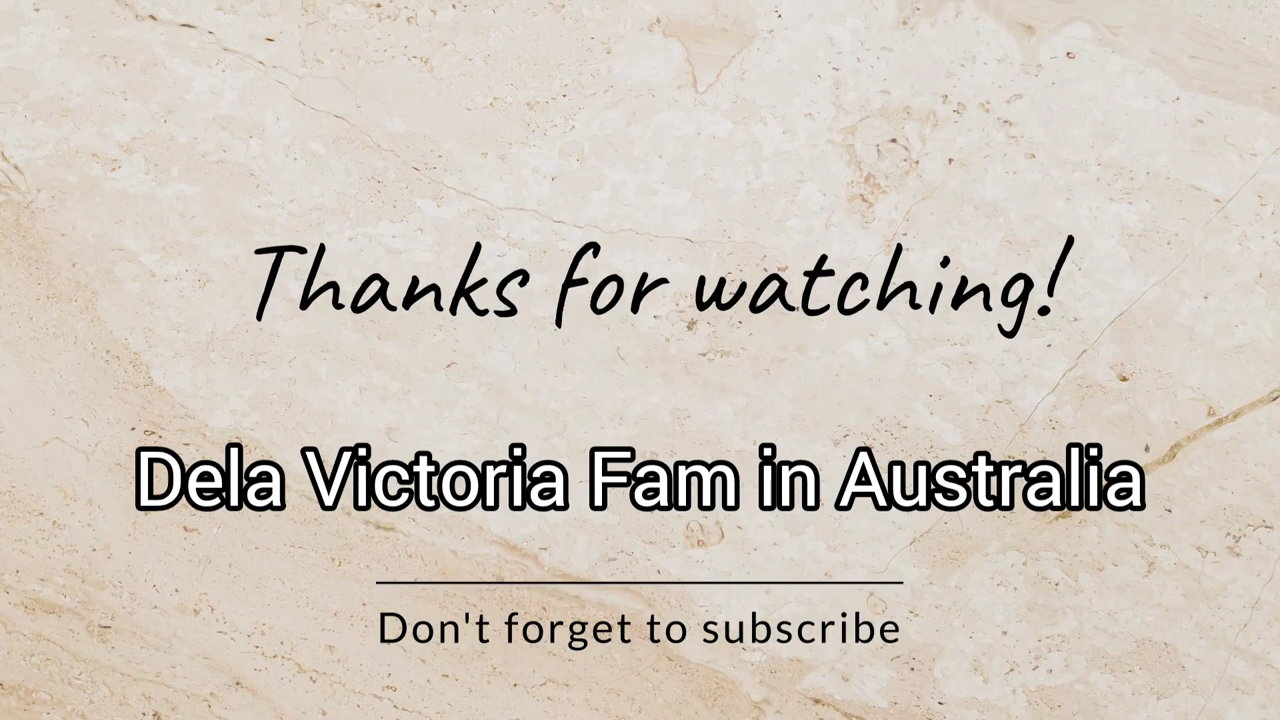 Thanks for watching!
Dela Victoria Fam in Australia
Don't forget to subscribe